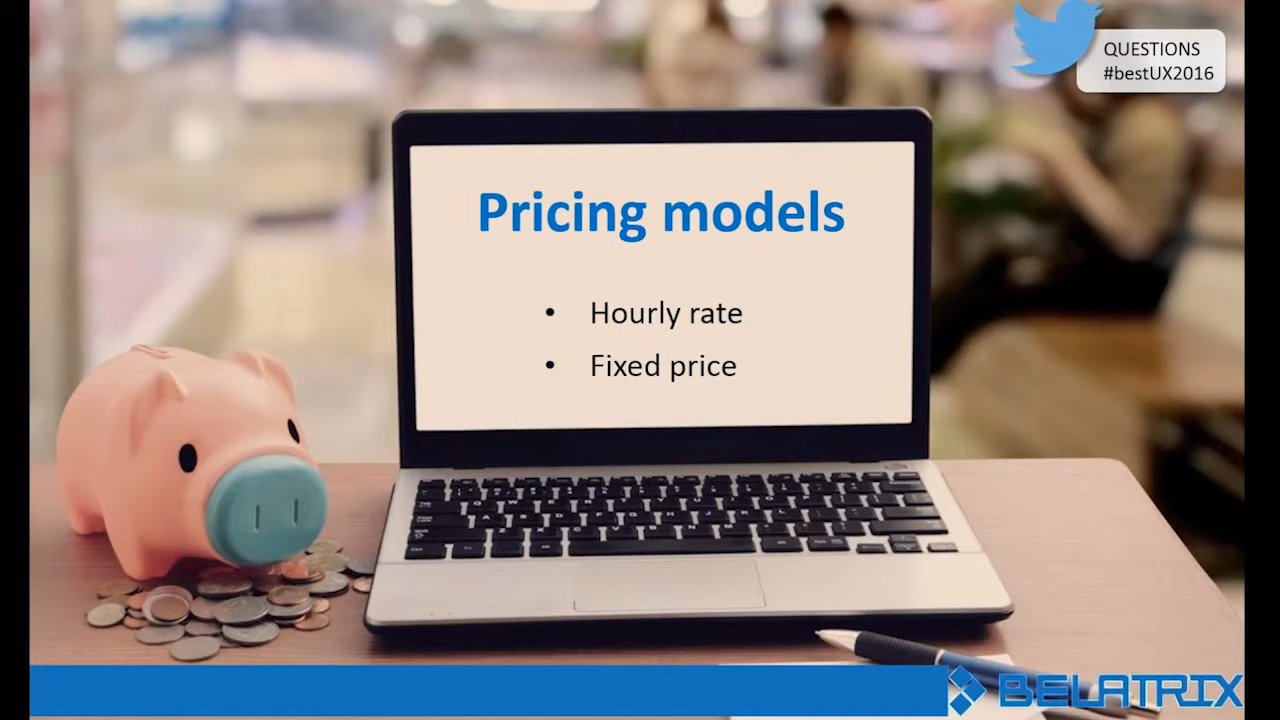 QUESTIONS
#bestUX2016
Pricing models
• Hourly rate
• Fixed price
BELATRIX